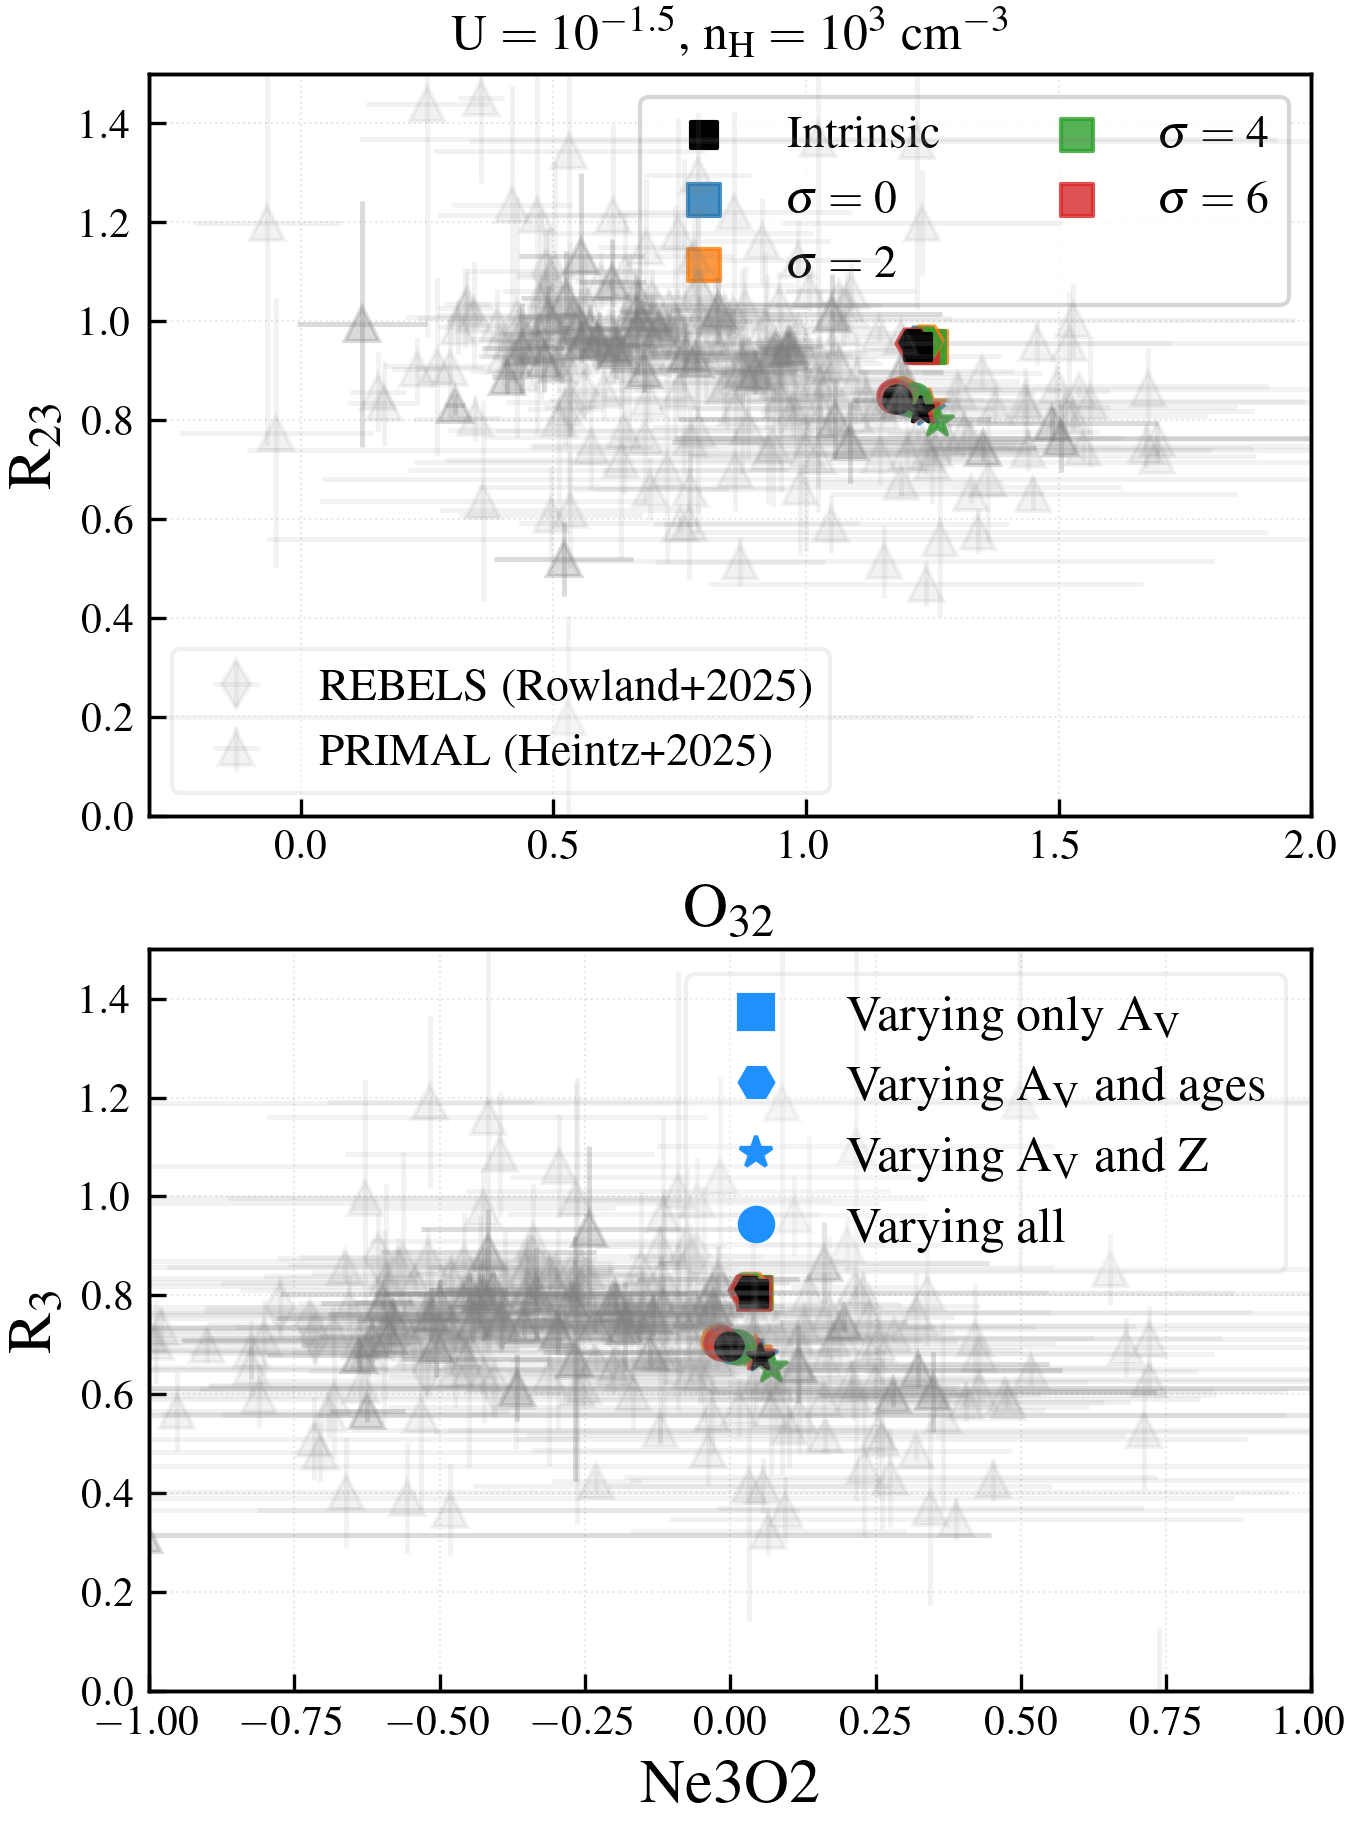 U = 10⁻¹·⁵, n_H = 10³ cm⁻³
1.4
1.2
1.0
0.8
0.6
0.4
0.2
0.0
R₂₃
Intrinsic
σ = 0
σ = 2
σ = 4
σ = 6
REBELS (Rowland+2025)
PRIMAL (Heintz+2025)
0.0 0.5 1.0 1.5 2.0
O₃₂
1.4
1.2
1.0
0.8
0.6
0.4
0.2
0.0
R₃
Varying only A_V
Varying A_V and ages
Varying A_V and Z
Varying all
−1.00 −0.75 −0.50 −0.25 0.00 0.25 0.50 0.75 1.00
Ne3O2